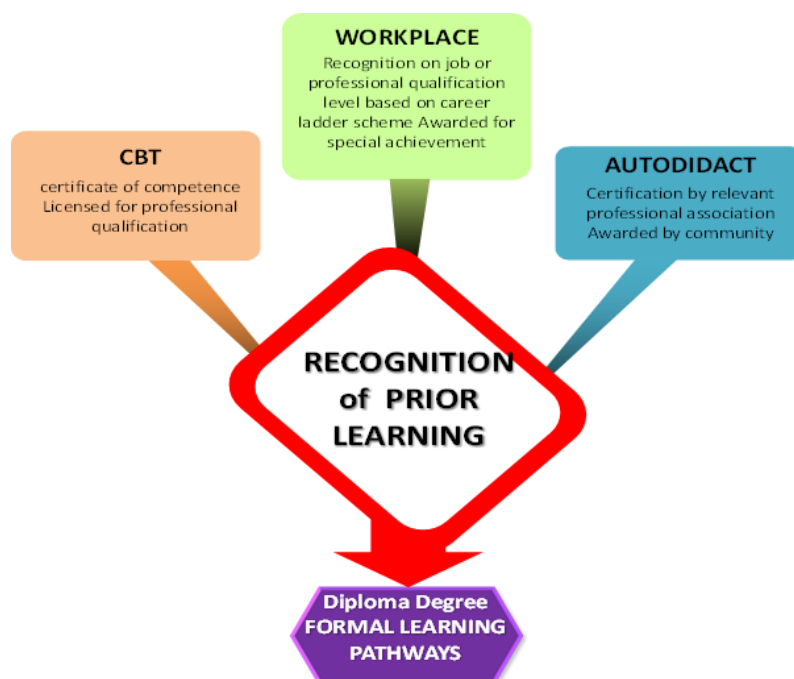 WORKPLACE
Recognition on job or
professional qualification
level based on career
ladder scheme Awarded for
special achievement
CBT
certificate of competence
Licensed for professional
qualification
AUTODIDACT
Certification by relevant
professional association
Awarded by community
RECOGNITION
of PRIOR
LEARNING
Diploma Degree
FORMAL LEARNING
PATHWAYS